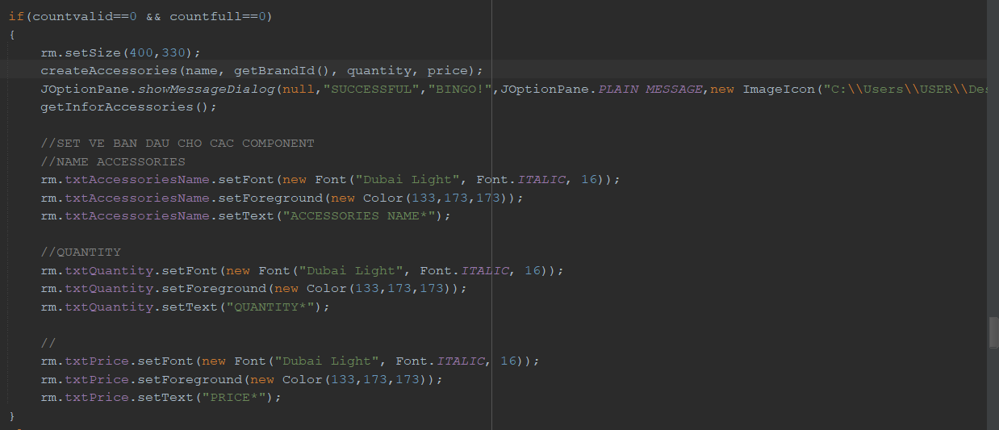 if(countvalid==0 && countfull==0)
{
rm.setSize(400,330);
createAccessories(name, getBrandId(), quantity, price);
JOptionPane.showMessageDialog(null,"SUCCESSFUL","BINGO!",JOptionPane.PLAIN_MESSAGE,new ImageIcon("C:\\Users\\USER\\Des
getInforAccessories();
//SET VE BAN DAU CHO CAC COMPONENT
//NAME ACCESSORIES
rm.txtAccessoriesName.setFont(new Font("Dubai Light", Font.ITALIC, 16));
rm.txtAccessoriesName.setForeground(new Color(133,173,173));
rm.txtAccessoriesName.setText("ACCESSORIES NAME*");
//QUANTITY
rm.txtQuantity.setFont(new Font("Dubai Light", Font.ITALIC, 16));
rm.txtQuantity.setForeground(new Color(133,173,173));
rm.txtQuantity.setText("QUANTITY*");
//
rm.txtPrice.setFont(new Font("Dubai Light", Font.ITALIC, 16));
rm.txtPrice.setForeground(new Color(133,173,173));
rm.txtPrice.setText("PRICE*");
}